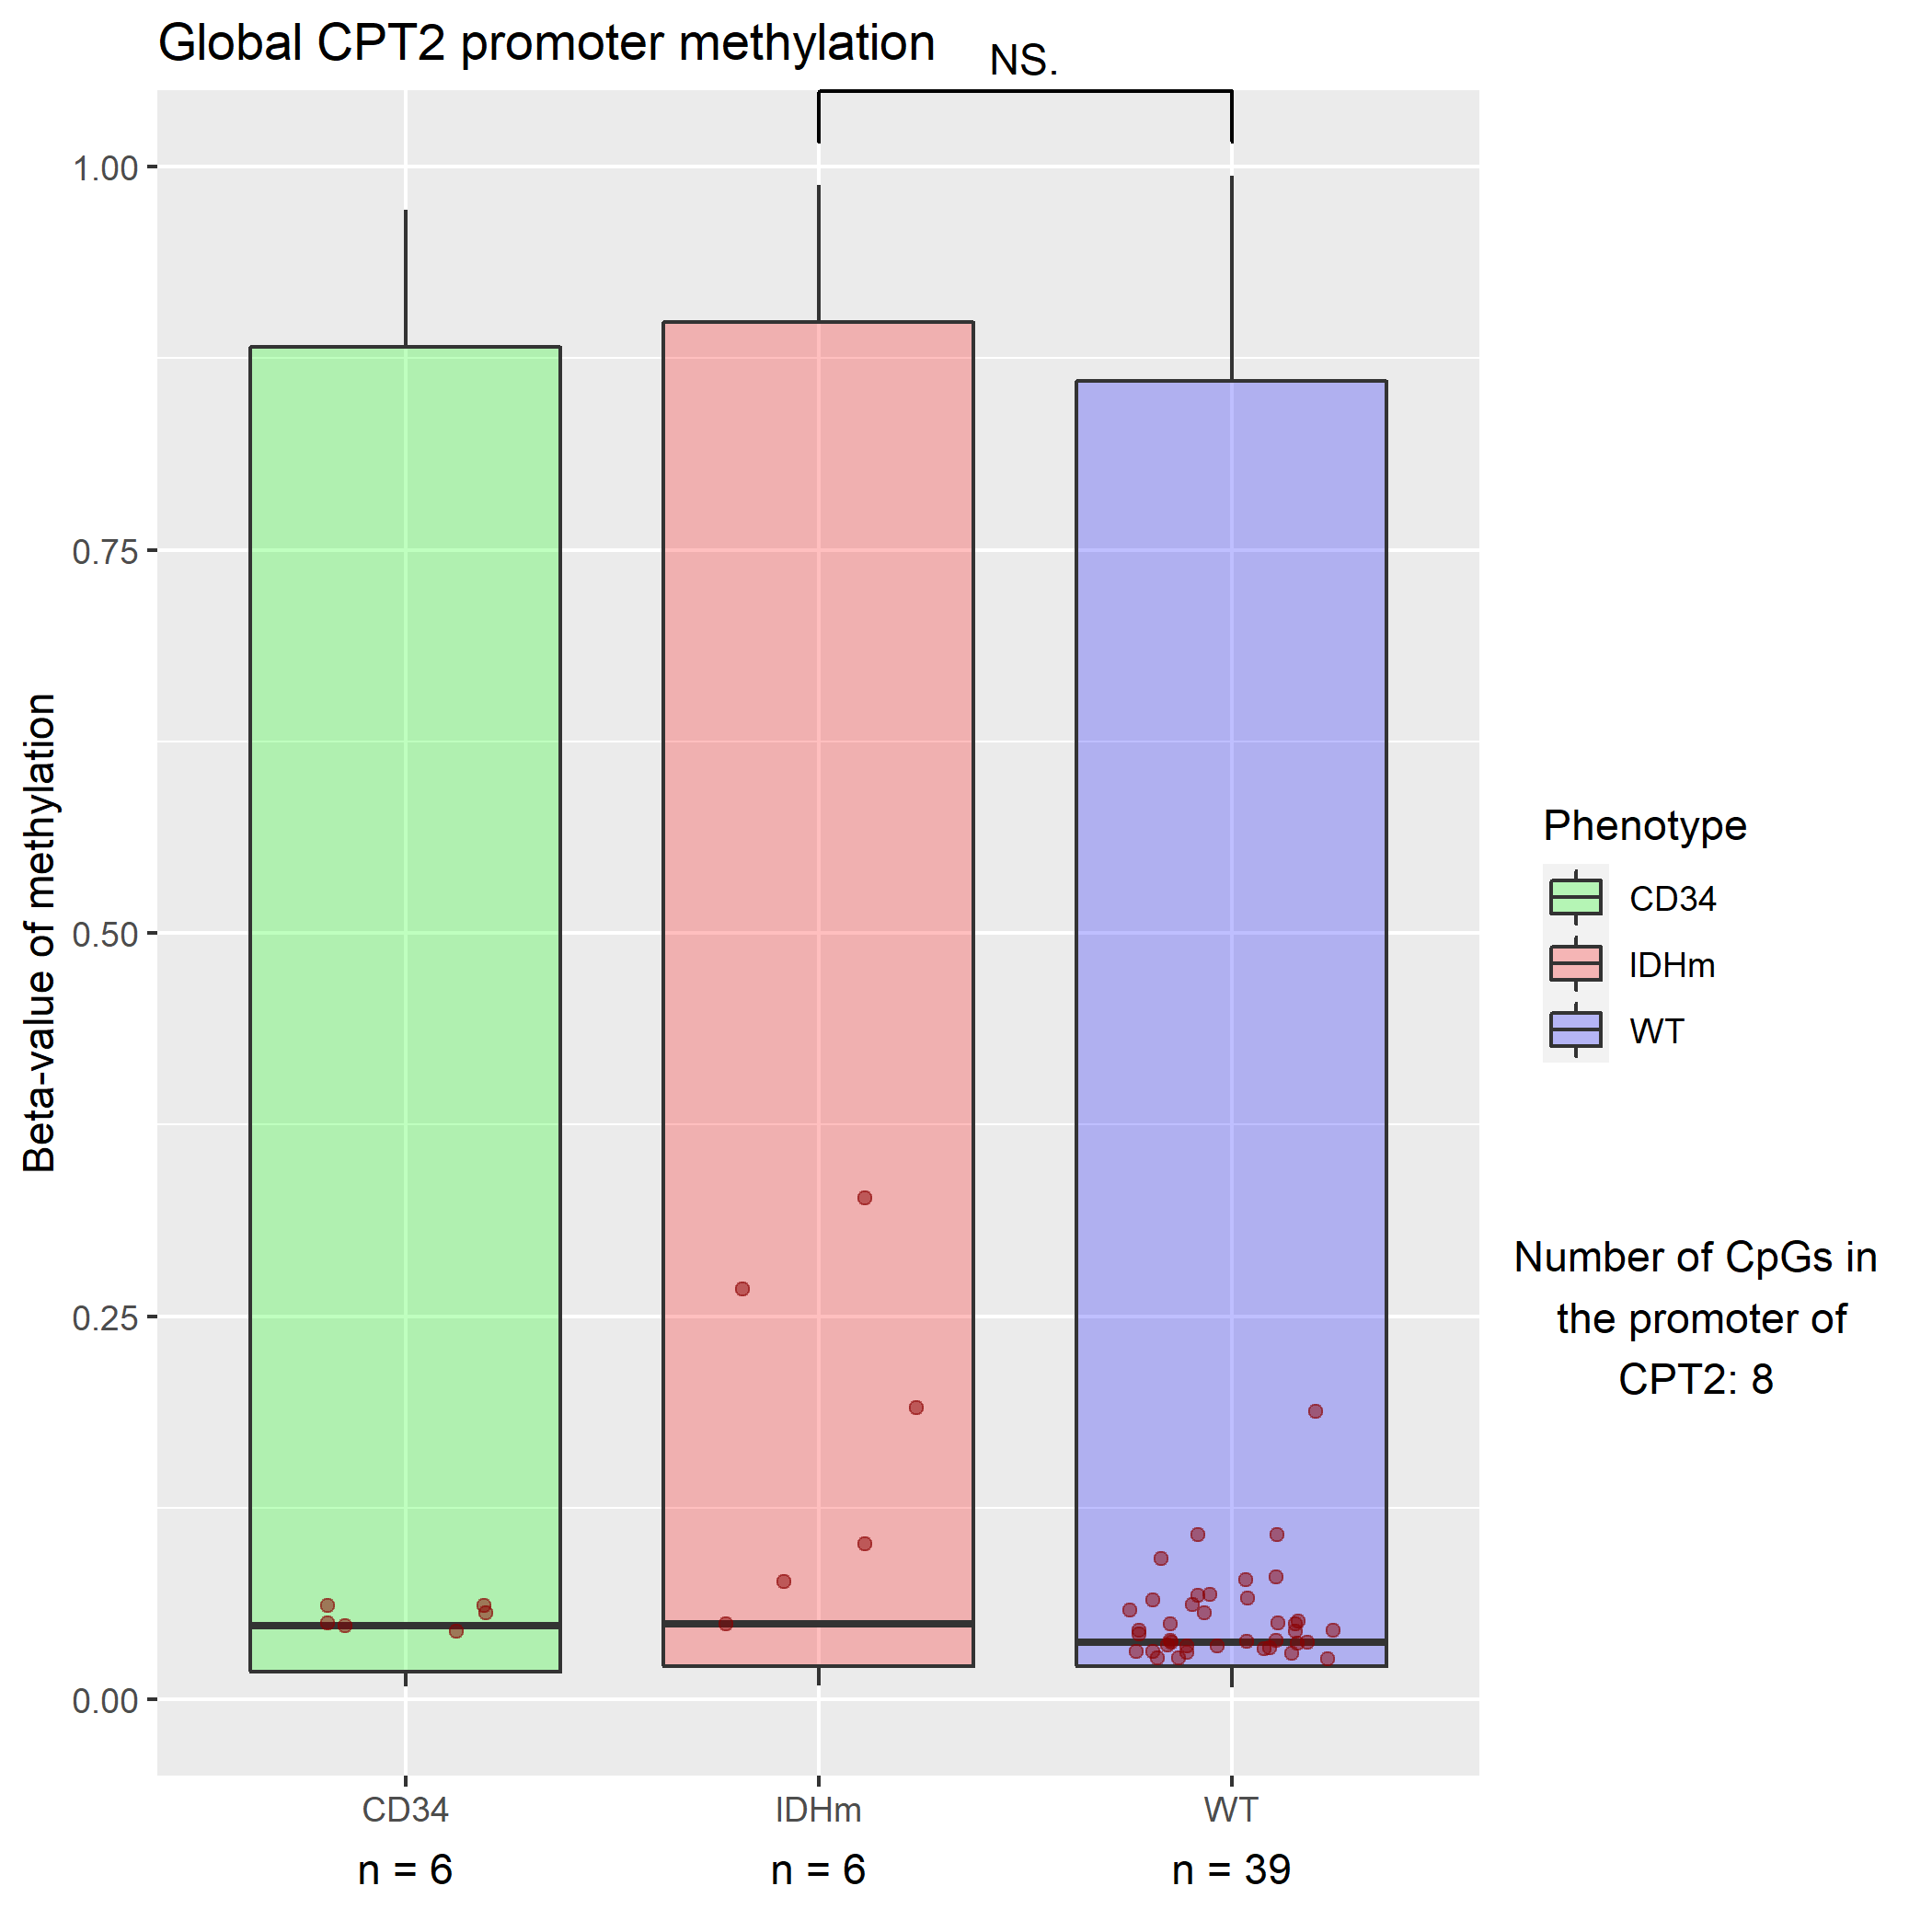 Global CPT2 promoter methylation
NS.
1.00
0.75
0.50
0.25
0.00
Beta-value of methylation
CD34
IDHm
WT
n = 6
n = 6
n = 39
Phenotype
CD34
IDHm
WT
Number of CpGs in
the promoter of
CPT2: 8